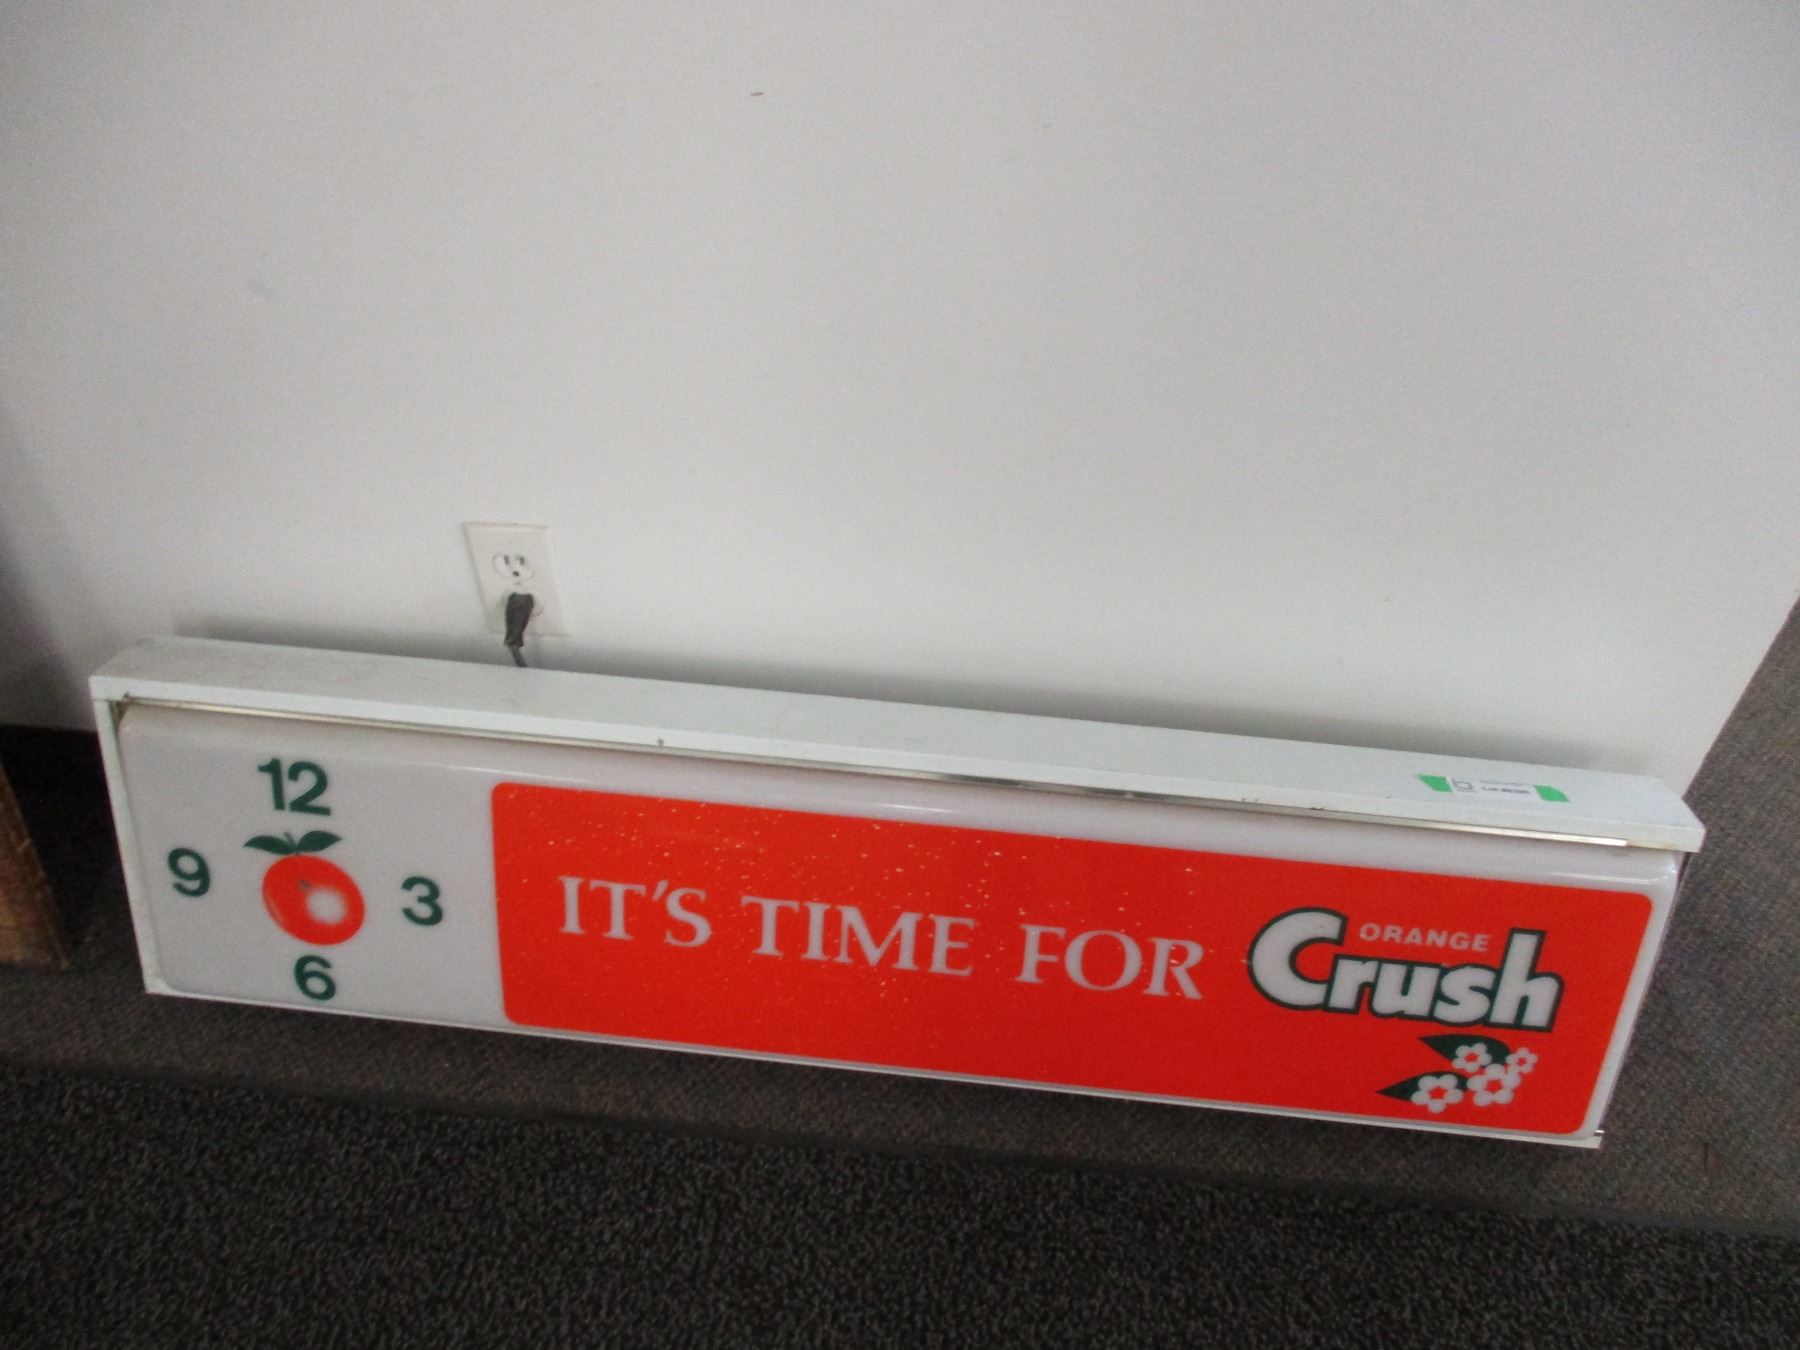 12
9 3
6
IT'S TIME FOR
ORANGE
Crush